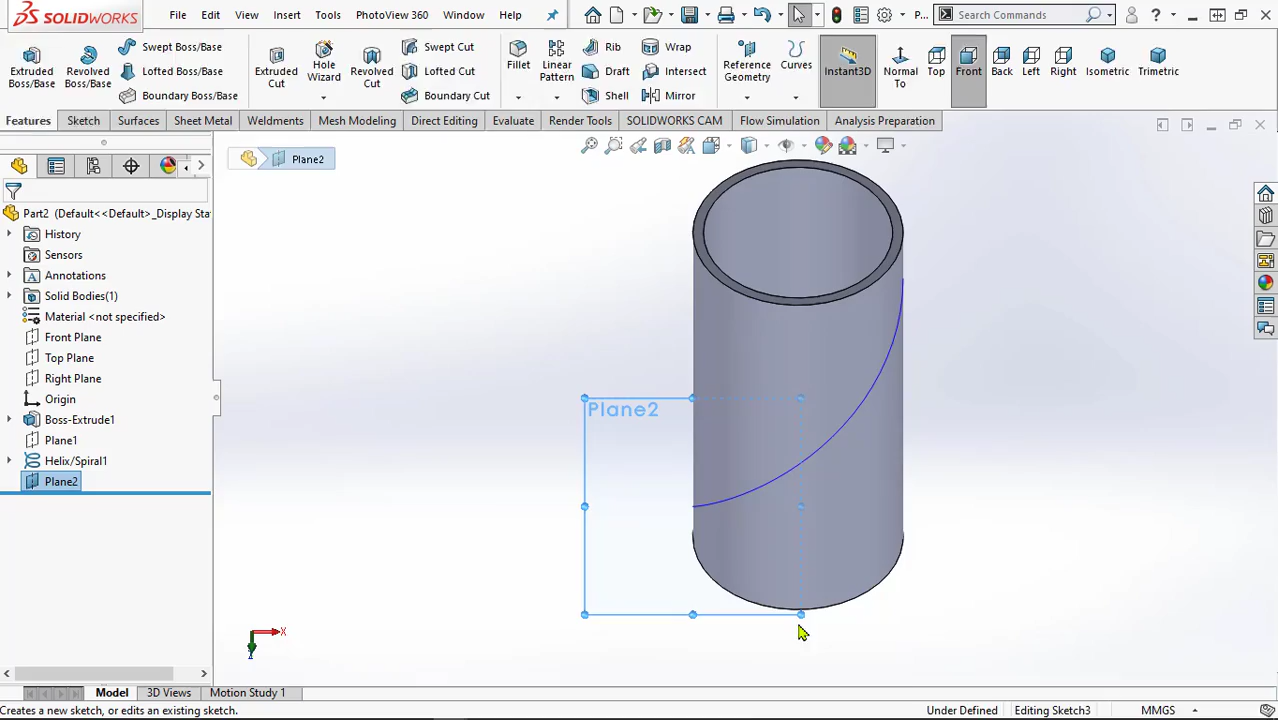 SOLIDWORKS File Edit View Insert Tools PhotoView 360 Window Help P... Search Commands ?
Extruded Boss/Base Revolved Boss/Base Swept Boss/Base Lofted Boss/Base Boundary Boss/Base Extruded Cut Hole Wizard Revolved Cut Swept Cut Lofted Cut Boundary Cut Fillet Linear Pattern Rib Draft Shell Wrap Intersect Mirror Reference Geometry Curves Instant3D Normal To Top Front Back Left Right Isometric Trimetric
Features Sketch Surfaces Sheet Metal Weldments Mesh Modeling Direct Editing Evaluate Render Tools SOLIDWORKS CAM Flow Simulation Analysis Preparation
Plane2
Part2 (Default<<Default>_Display Sta
History
Sensors
Annotations
Solid Bodies(1)
Material <not specified>
Front Plane
Top Plane
Right Plane
Origin
Boss-Extrude1
Plane1
Helix/Spiral1
Plane2
Plane2
X
Model 3D Views Motion Study 1
Creates a new sketch, or edits an existing sketch. Under Defined Editing Sketch3 MMGS